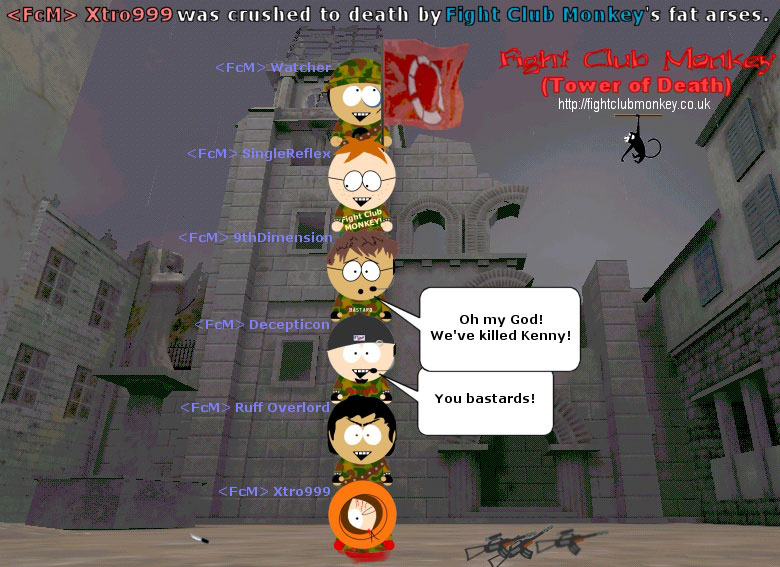 <FcM> Xtro999 was crushed to death by Fight Club Monkey's fat arses.
Fight Club Monkey
(Tower of Death)
http://fightclubmonkey.co.uk
<FcM> Watcher
<FcM> SingleReflex
Fight Club
MONKEY!
<FcM> 9thDimension
BASTARD
Oh my God!
We've killed Kenny!
<FcM> Decepticon
You bastards!
<FcM> Ruff Overlord
<FcM> Xtro999